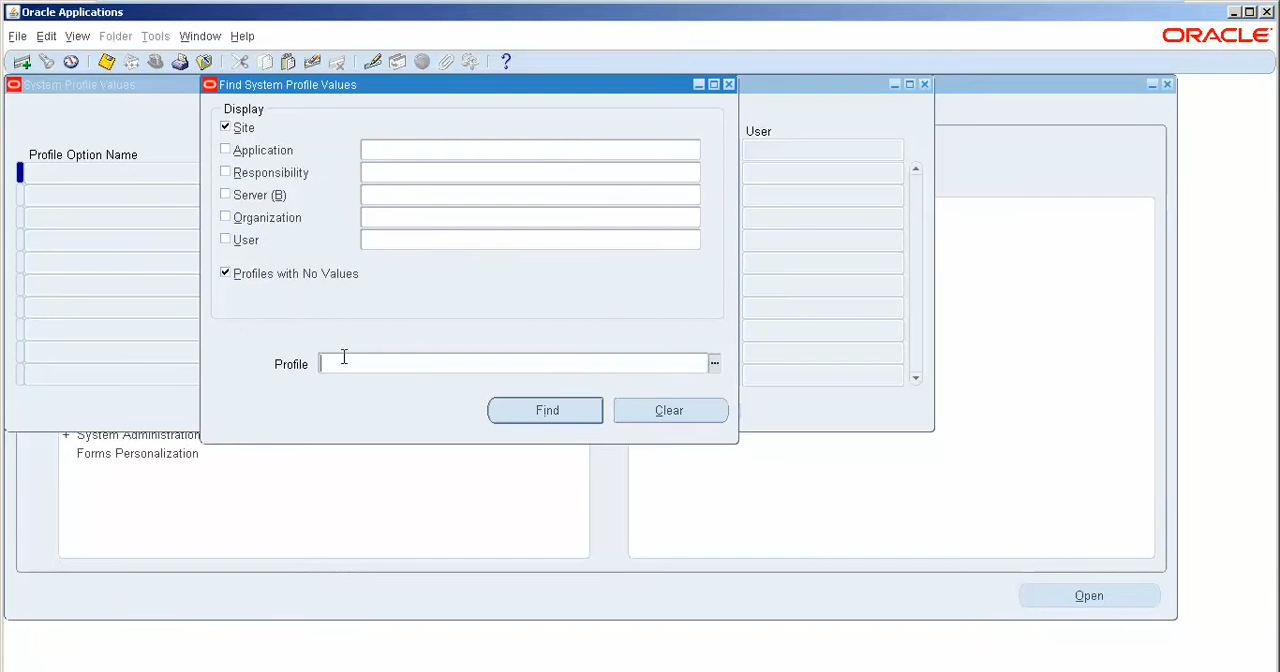 Oracle Applications
File Edit View Folder Tools Window Help
ORACLE
System Profile Values
Find System Profile Values
Display
Site
Application
Responsibility
Server (B)
Organization
User
Profiles with No Values
Profile
...
Find Clear
Profile Option Name
User
+ System Administration
Forms Personalization
Open